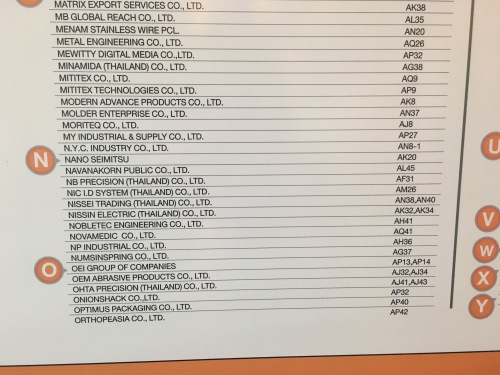 MATRIX EXPORT SERVICES CO., LTD. AK38
MB GLOBAL REACH CO., LTD. AL35
MENAM STAINLESS WIRE PCL. AN20
METAL ENGINEERING CO., LTD. AQ26
MEWITTY DIGITAL MEDIA CO.,LTD. AP32
MINAMIDA (THAILAND) CO., LTD. AG38
MITITEX CO., LTD. AQ9
MITITEX TECHNOLOGIES CO., LTD. AP9
MODERN ADVANCE PRODUCTS CO., LTD. AK8
MOLDER ENTERPRISE CO., LTD. AN37
MORITEQ CO., LTD. AJ8
MY INDUSTRIAL & SUPPLY CO., LTD. AP27
N.Y.C. INDUSTRY CO., LTD. AN8-1
N NANO SEIMITSU AK20
NAVANAKORN PUBLIC CO., LTD. AL45
NB PRECISION (THAILAND) CO., LTD. AF31
NIC I.D SYSTEM (THAILAND) CO., LTD. AM26
NISSEI TRADING (THAILAND) CO., LTD. AN38,AN40
NISSIN ELECTRIC (THAILAND) CO., LTD. AK32,AK34
NOBLETEC ENGINEERING CO., LTD. AH41
NOVAMEDIC CO., LTD. AQ41
NP INDUSTRIAL CO., LTD. AH36
NUMSINSPRING CO., LTD. AG37
O OEI GROUP OF COMPANIES AP13,AP14
OEM ABRASIVE PRODUCTS CO., LTD. AJ32,AJ34
OHTA PRECISION (THAILAND) CO., LTD. AJ41,AJ43
ONIONSHACK CO.,LTD. AP32
OPTIMUS PACKAGING CO., LTD. AP40
ORTHOPEASIA CO., LTD. AP42
U
V
W
X
Y